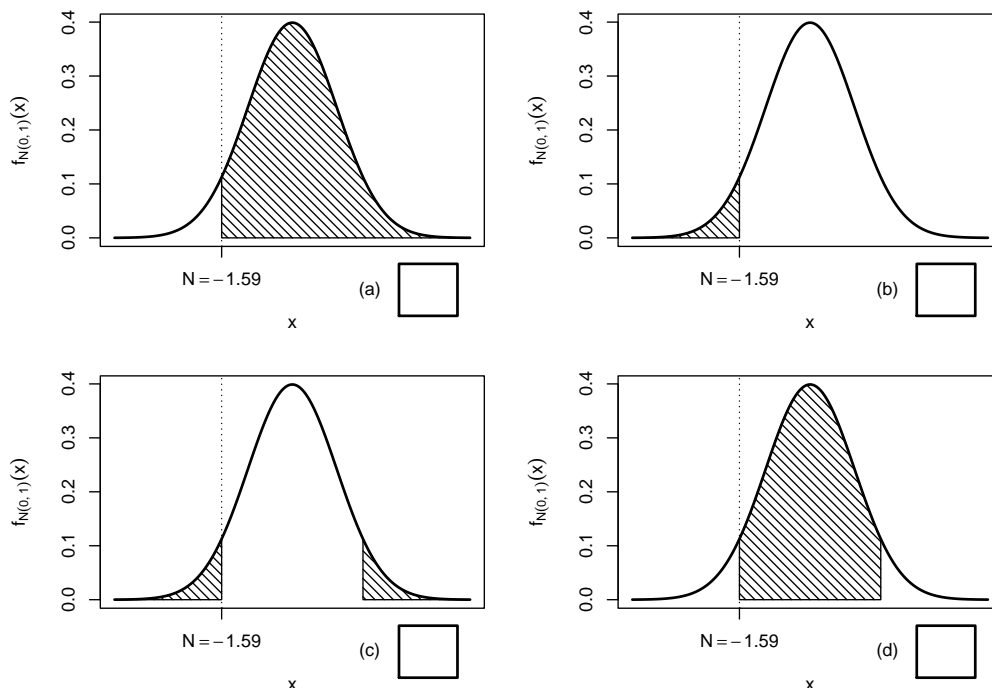 0.0 0.1 0.2 0.3 0.4
f_{N(0, 1)}(x)
N = −1.59
(a)
x
0.0 0.1 0.2 0.3 0.4
f_{N(0, 1)}(x)
N = −1.59
(b)
x
0.0 0.1 0.2 0.3 0.4
f_{N(0, 1)}(x)
N = −1.59
(c)
x
0.0 0.1 0.2 0.3 0.4
f_{N(0, 1)}(x)
N = −1.59
(d)
x